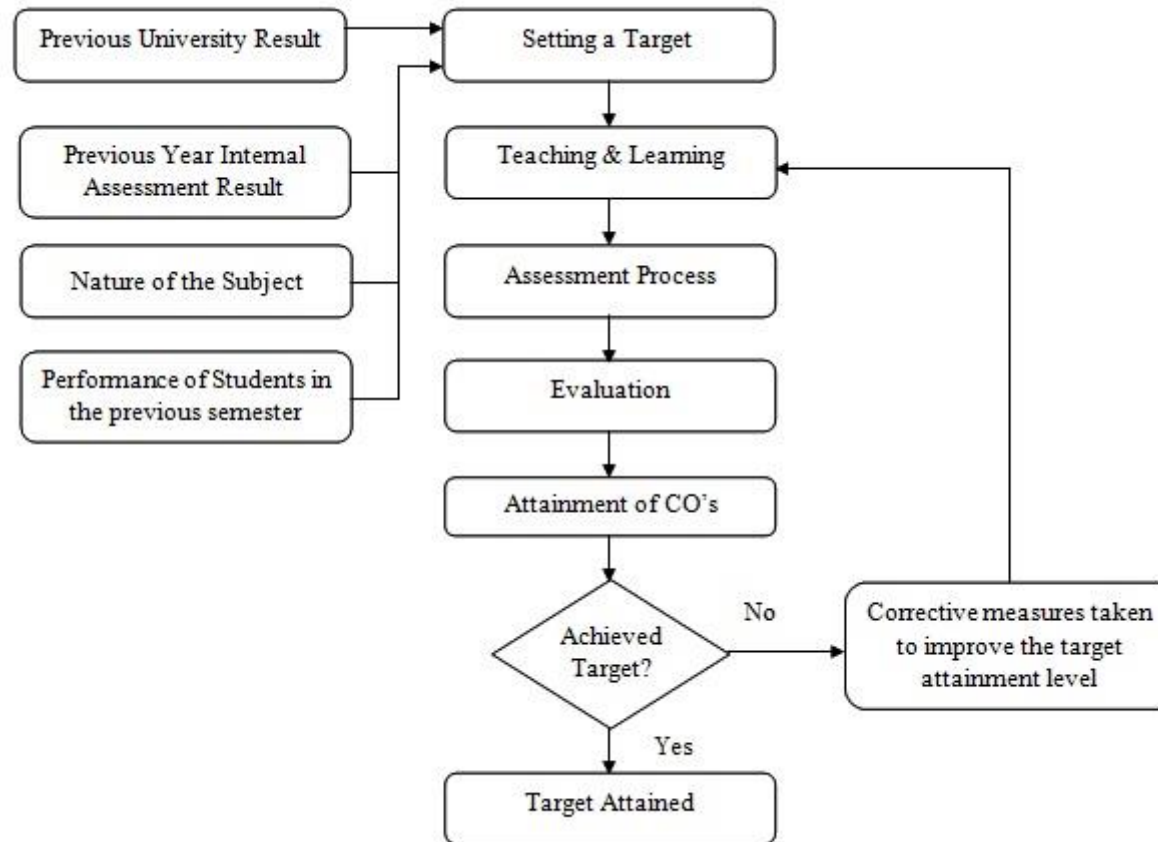 Previous University Result
Setting a Target
Previous Year Internal
Assessment Result
Teaching & Learning
Nature of the Subject
Assessment Process
Performance of Students in
the previous semester
Evaluation
Attainment of CO’s
Achieved
Target?
No
Corrective measures taken
to improve the target
attainment level
Yes
Target Attained